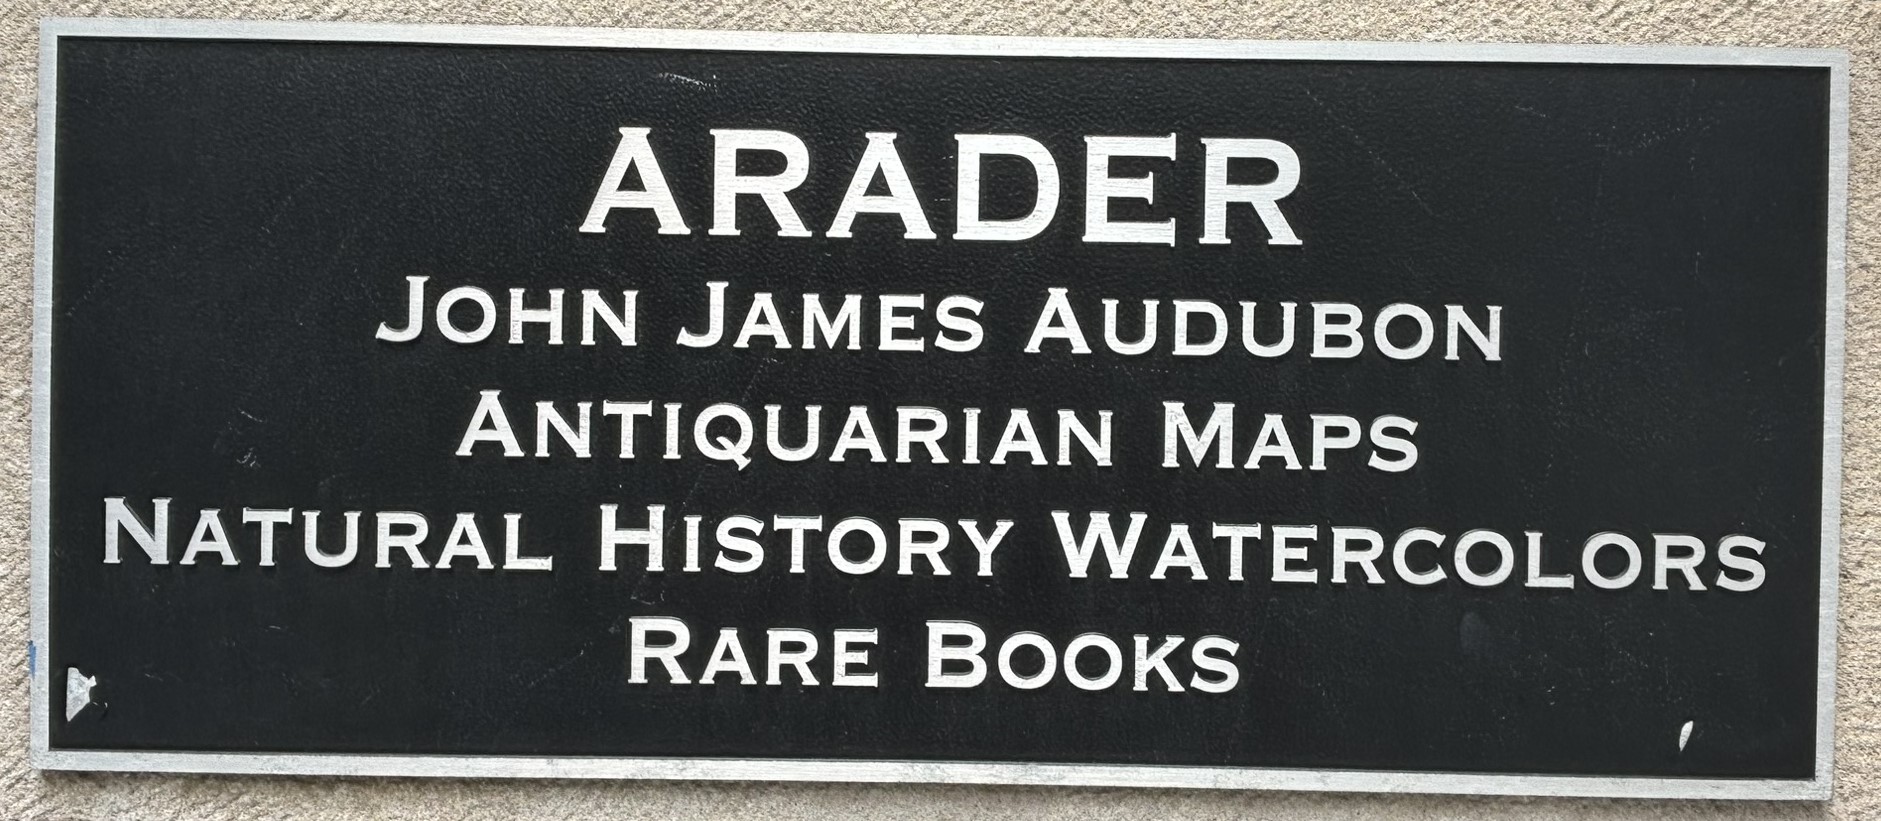 ARADER
JOHN JAMES AUDUBON
ANTIQUARIAN MAPS
NATURAL HISTORY WATERCOLORS
RARE BOOKS